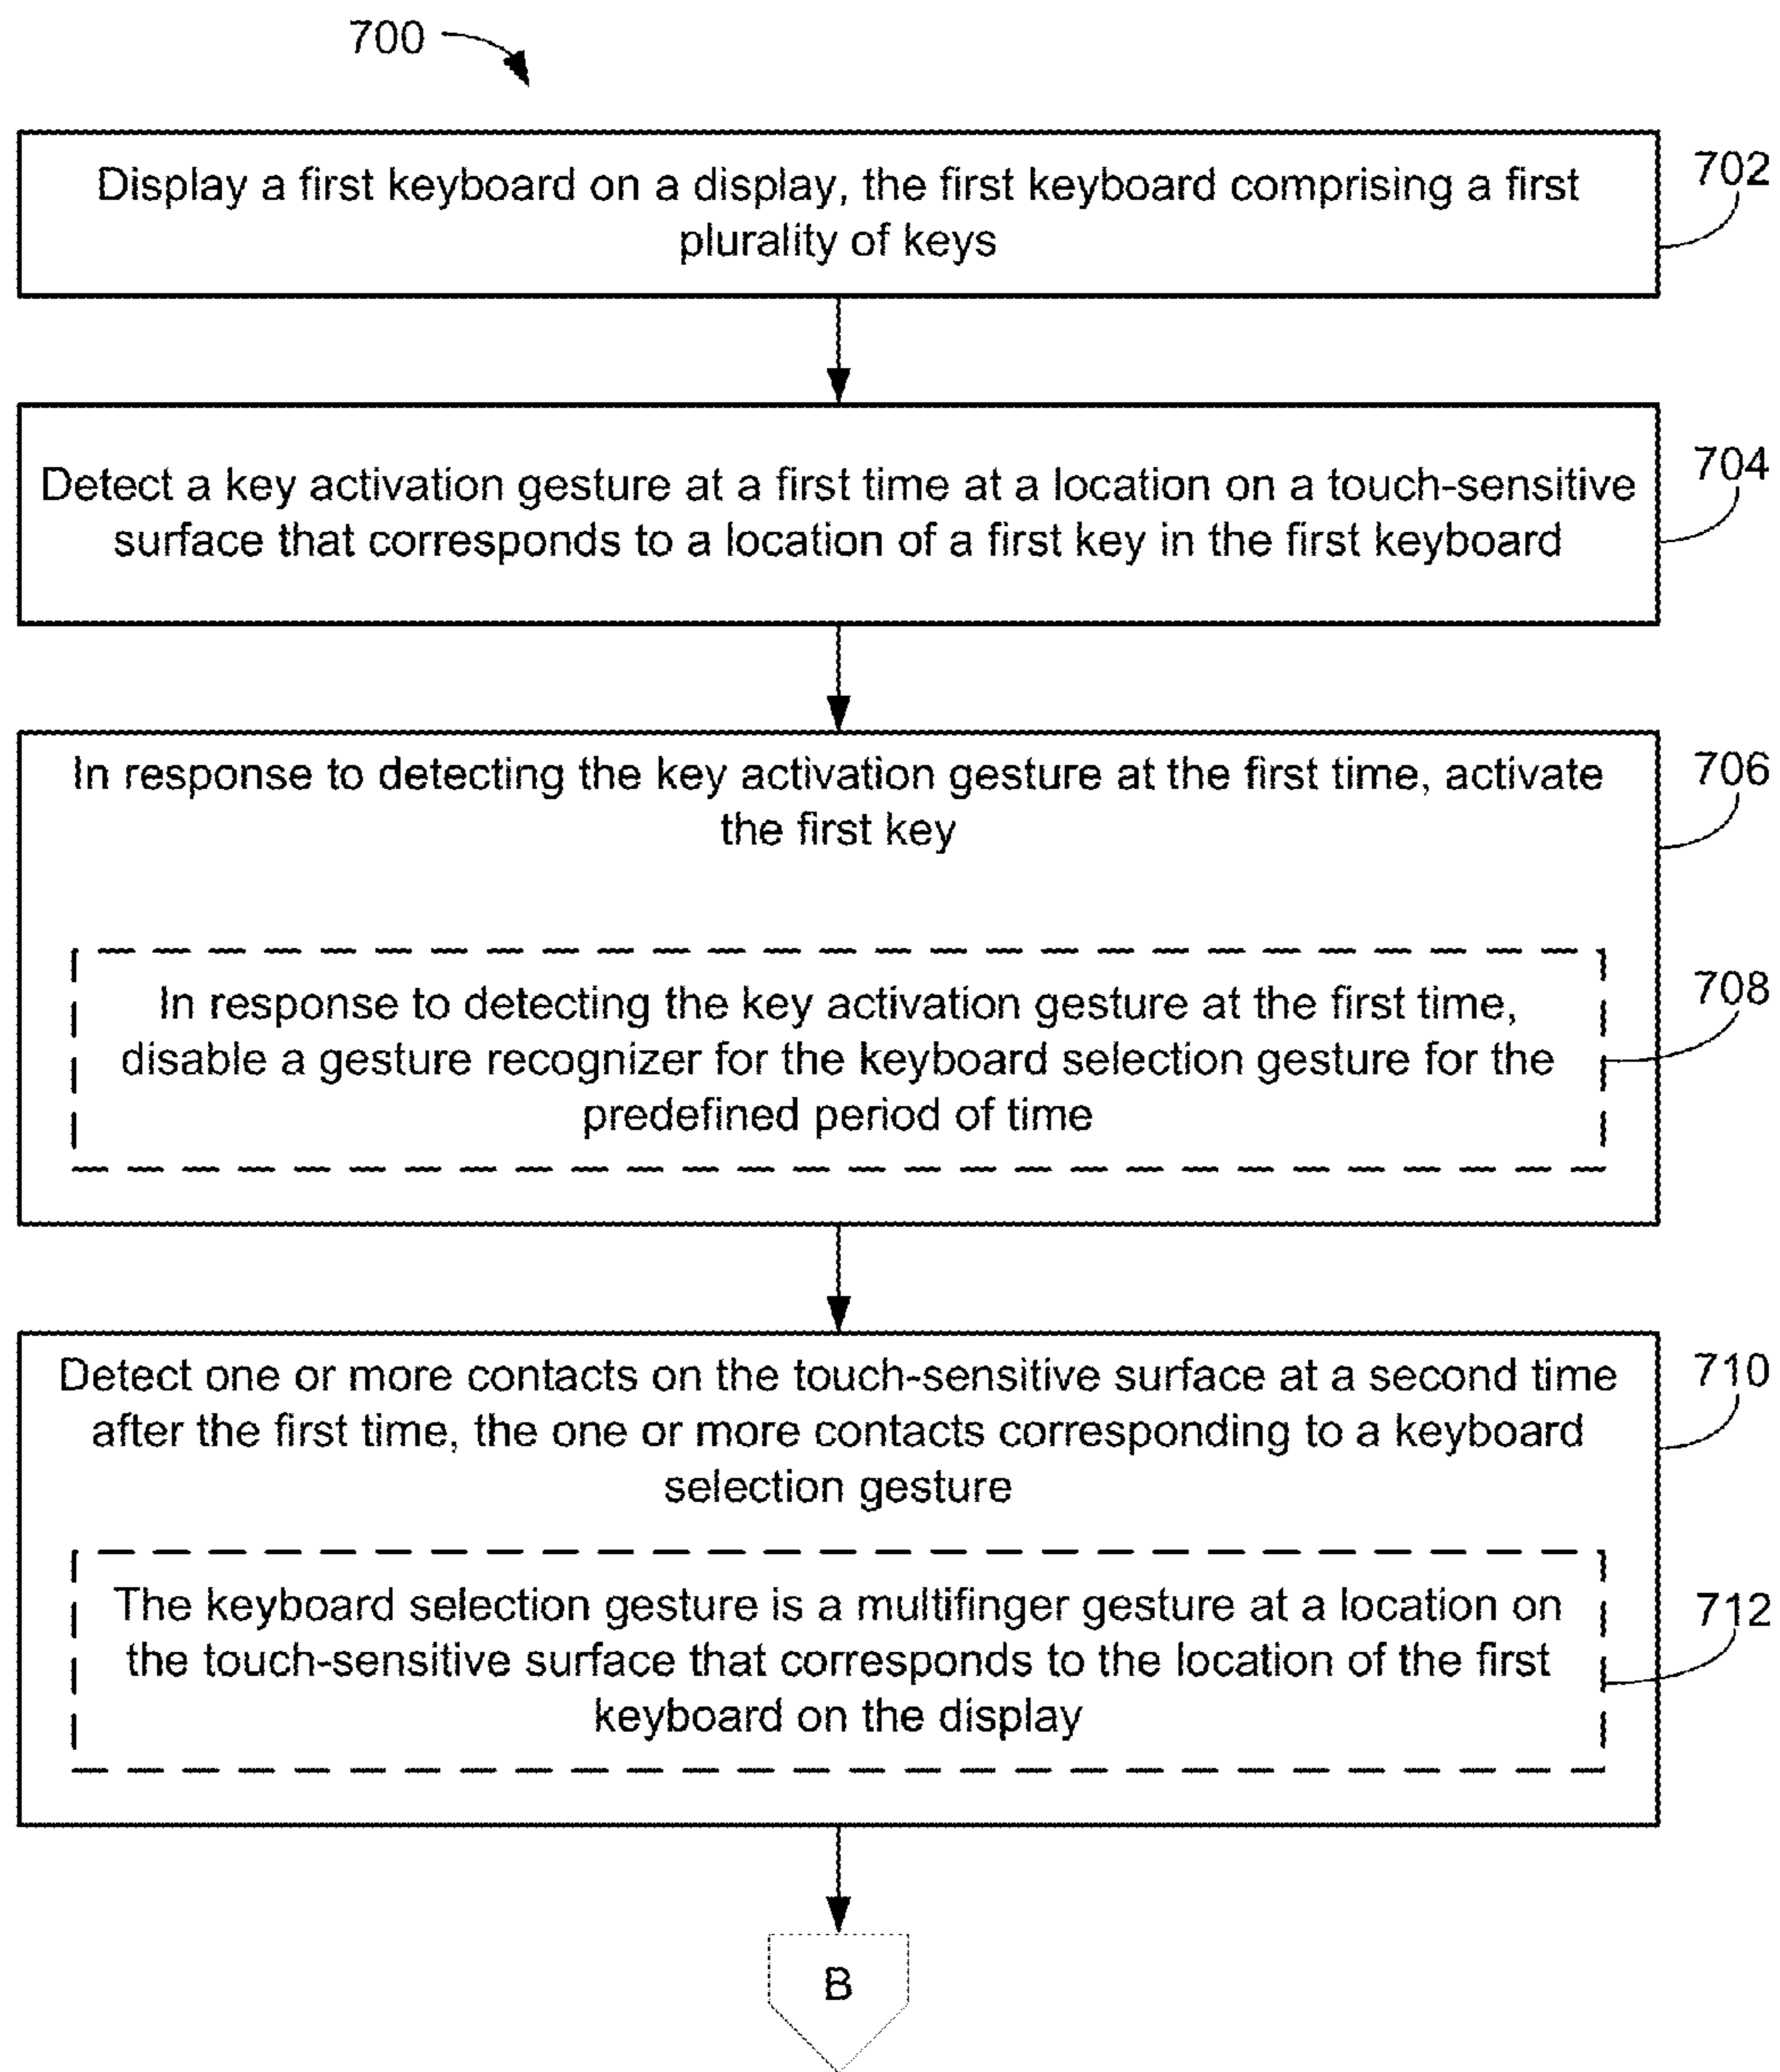 700
Display a first keyboard on a display, the first keyboard comprising a first
plurality of keys
702
Detect a key activation gesture at a first time at a location on a touch-sensitive
surface that corresponds to a location of a first key in the first keyboard
704
In response to detecting the key activation gesture at the first time, activate
the first key
706
In response to detecting the key activation gesture at the first time,
disable a gesture recognizer for the keyboard selection gesture for the
predefined period of time
708
Detect one or more contacts on the touch-sensitive surface at a second time
after the first time, the one or more contacts corresponding to a keyboard
selection gesture
710
The keyboard selection gesture is a multifinger gesture at a location on
the touch-sensitive surface that corresponds to the location of the first
keyboard on the display
712
B